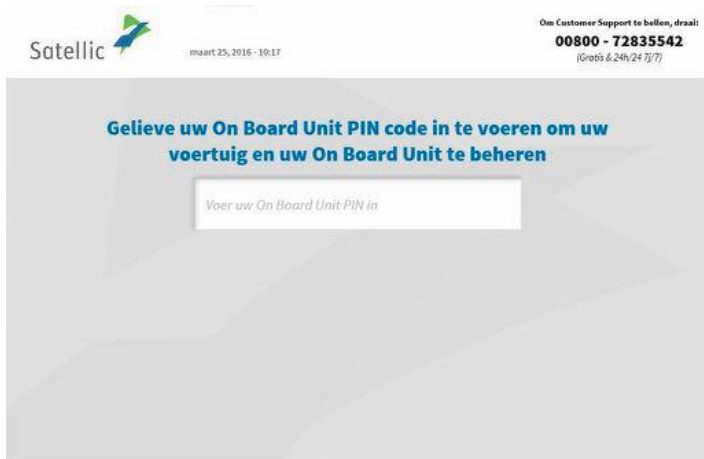 Satellic
maart 25, 2016 - 10:17
Om Customer Support te bellen, draai:
00800 - 72835542
(Gratis & 24h/24 7j/7)
Gelieve uw On Board Unit PIN code in te voeren om uw
voertuig en uw On Board Unit te beheren
Voer uw On Board Unit PIN in